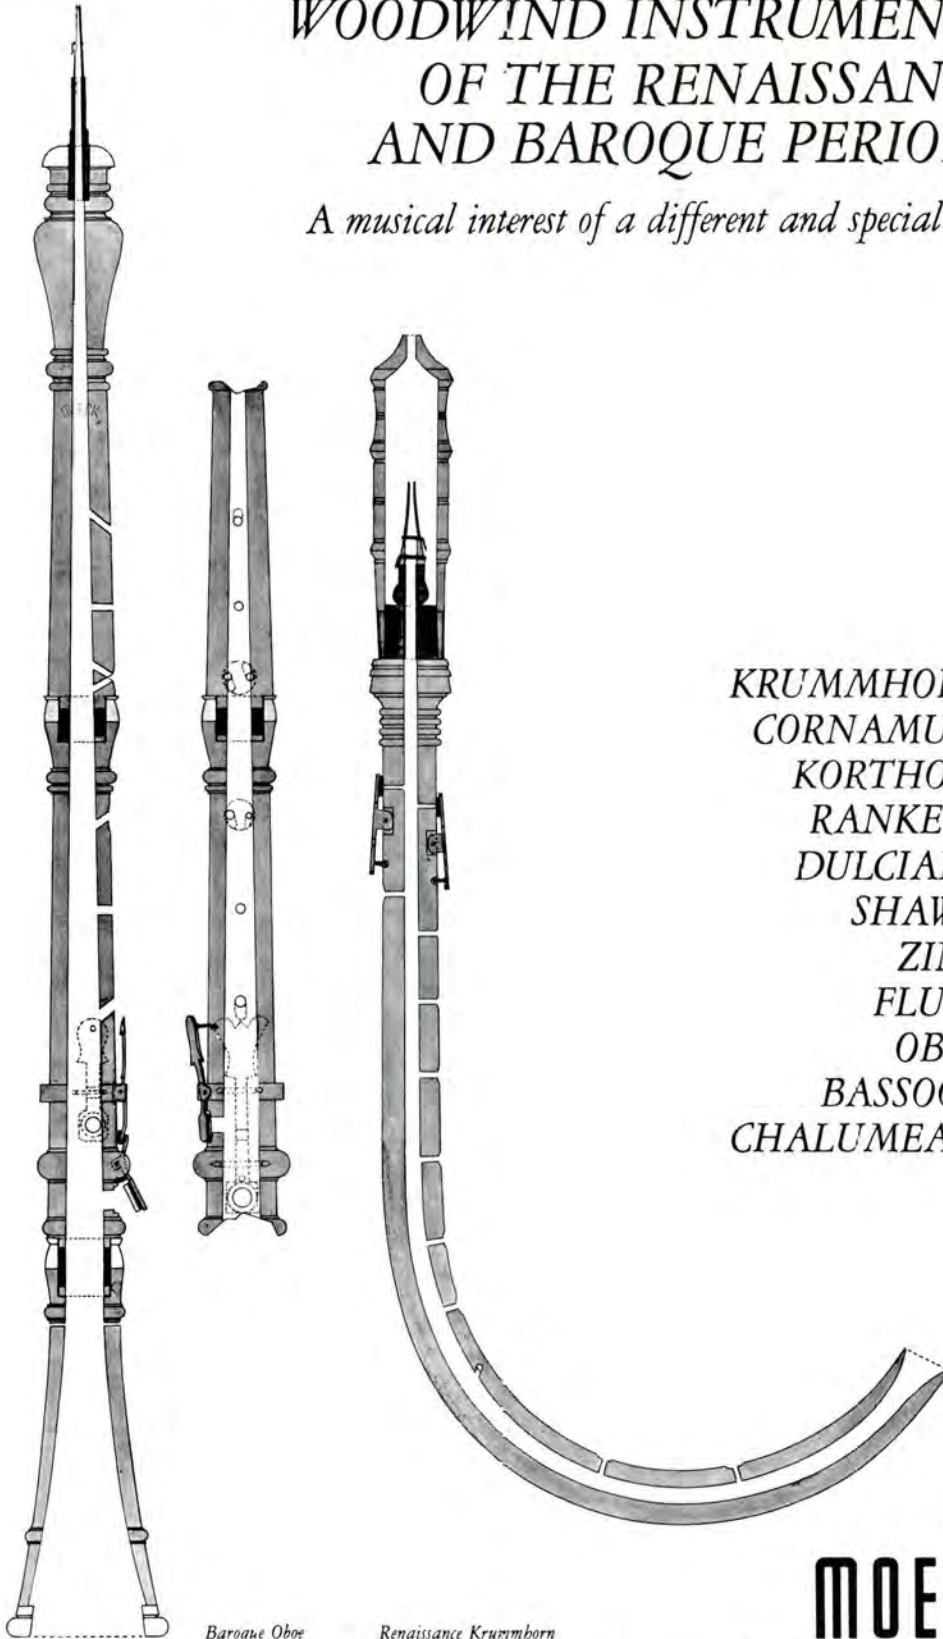 WOODWIND INSTRUMEN
OF THE RENAISSAN
AND BAROQUE PERIO
A musical interest of a different and special
KRUMMHO
CORNAMU
KORTHO
RANKE
DULCIA
SHAW
ZI
FLU
OB
BASSO
CHALUMEA
Baroque Oboe
Renaissance Krummhorn
MOE